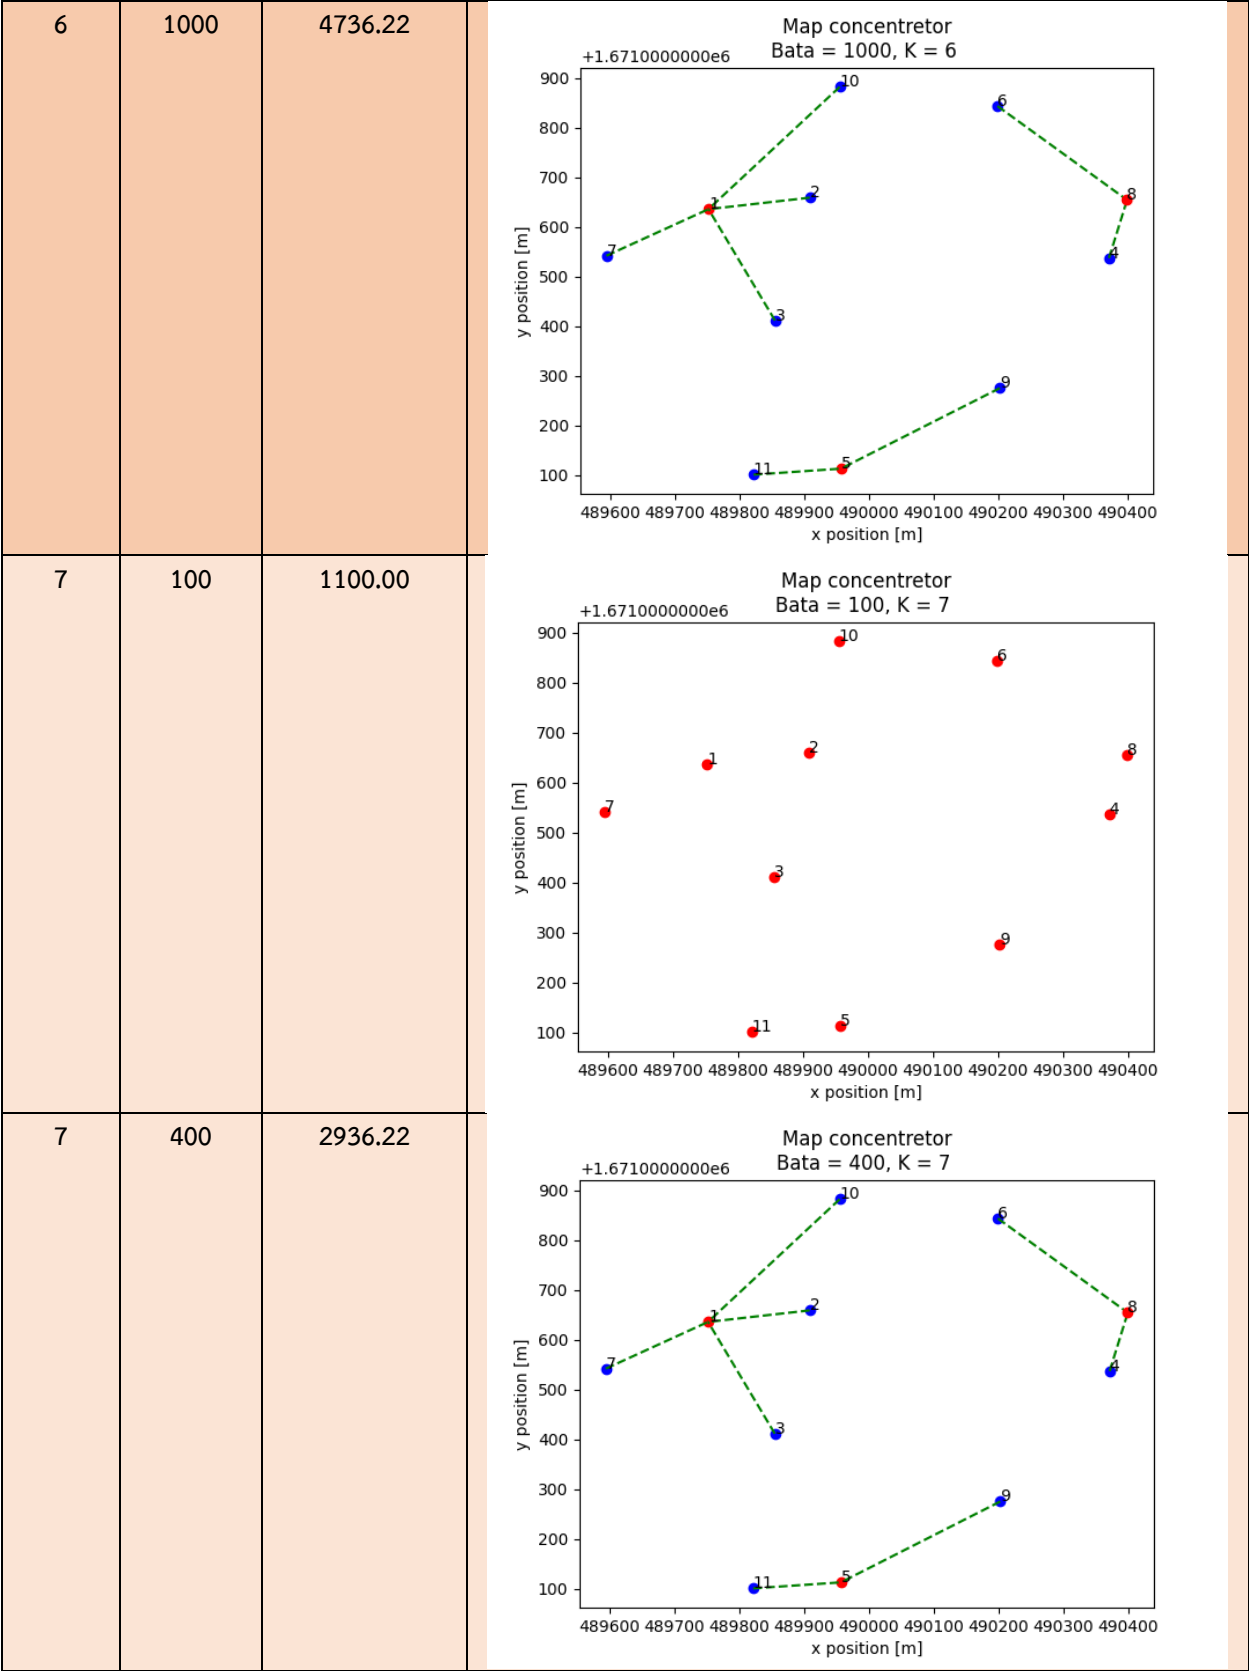 6 1000 4736.22
Map concentretor
Bata = 1000, K = 6
+1.6710000000e6
900
800
700
600
500
400
300
200
100
y position [m]
10
6
2
8
1
7
4
3
9
5
11
489600 489700 489800 489900 490000 490100 490200 490300 490400
x position [m]
7 100 1100.00
Map concentretor
Bata = 100, K = 7
+1.6710000000e6
900
800
700
600
500
400
300
200
100
y position [m]
10
6
2
8
1
7
4
3
9
5
11
489600 489700 489800 489900 490000 490100 490200 490300 490400
x position [m]
7 400 2936.22
Map concentretor
Bata = 400, K = 7
+1.6710000000e6
900
800
700
600
500
400
300
200
100
y position [m]
10
6
2
8
1
7
4
3
9
5
11
489600 489700 489800 489900 490000 490100 490200 490300 490400
x position [m]